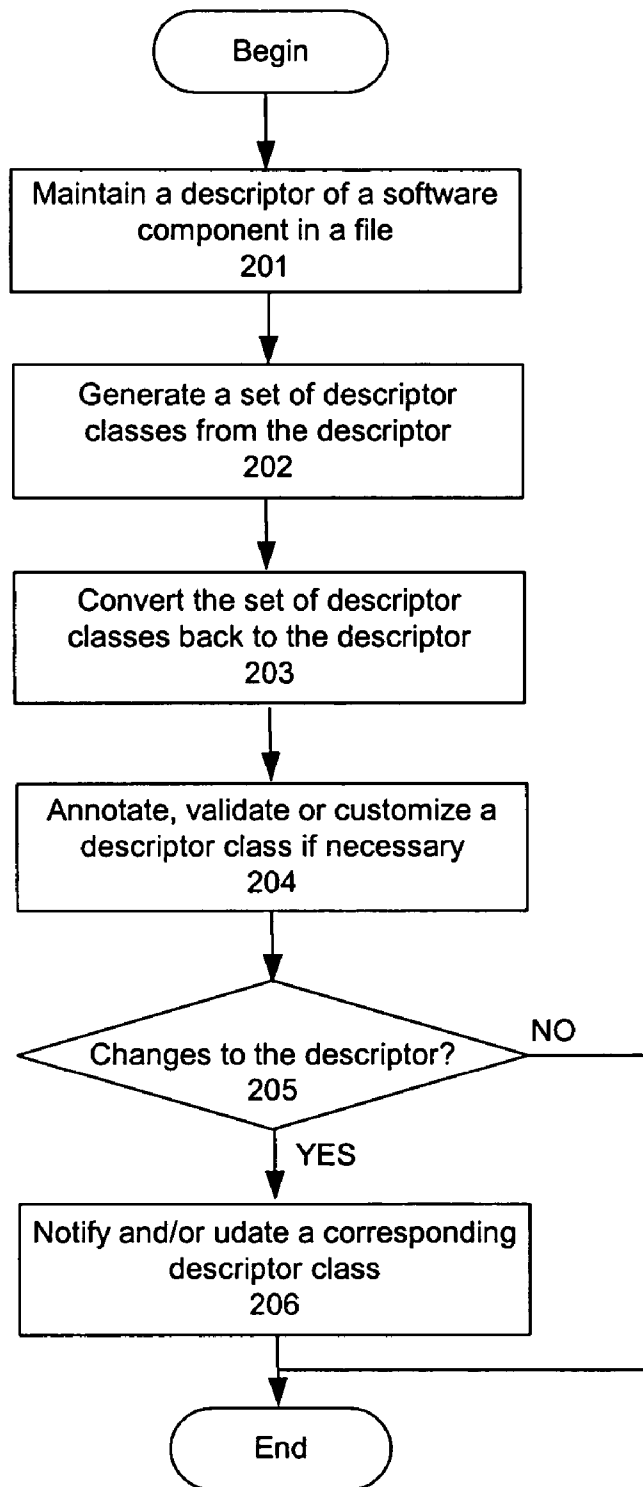 Begin
Maintain a descriptor of a software
component in a file
201
Generate a set of descriptor
classes from the descriptor
202
Convert the set of descriptor
classes back to the descriptor
203
Annotate, validate or customize a
descriptor class if necessary
204
Changes to the descriptor?
205
NO
YES
Notify and/or udate a corresponding
descriptor class
206
End